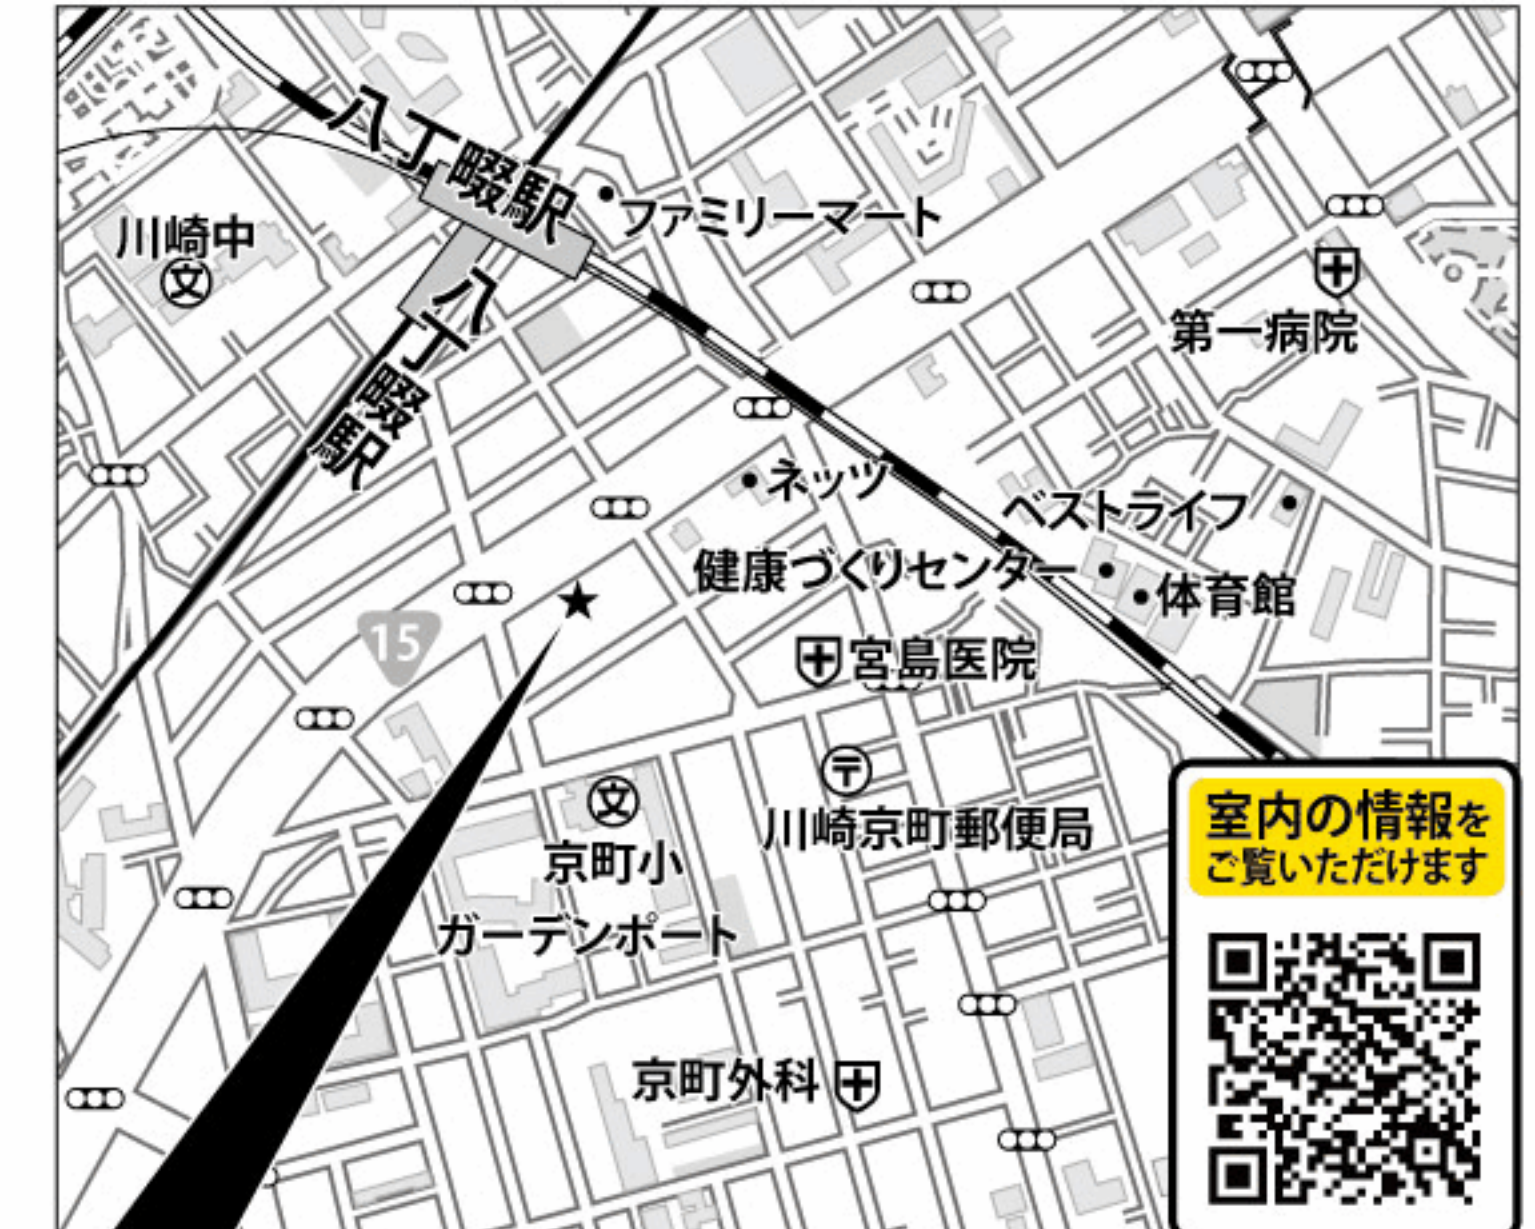 八丁畷駅
ファミリーマート
川崎中
文
八丁畷駅
第一病院
ネッツ
ベストライフ
健康づくりセンター
体育館
15
宮島医院
〒
川崎京町郵便局
文
京町小
ガーデンポート
京町外科
室内の情報を
ご覧いただけます